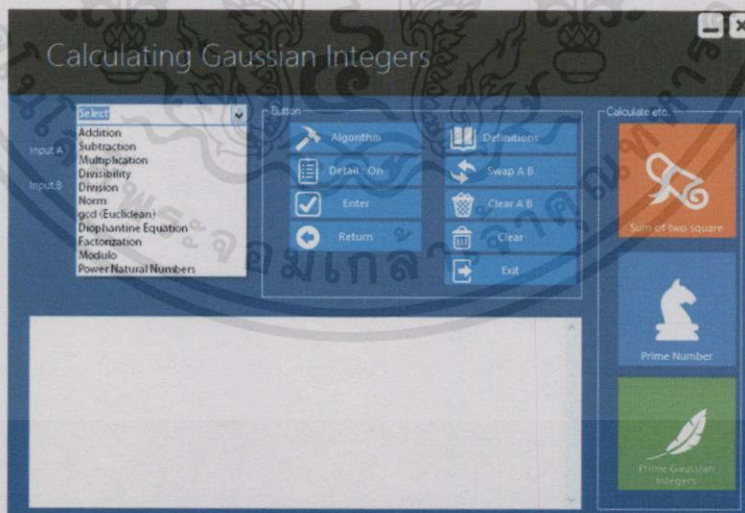 Calculating Gaussian Integers
Select
Addition
Subtraction
Multiplication
Divisibility
Division
Norm
gcd (Euclidean)
Diophantine Equation
Factorization
Modulo
Power Natural Numbers
Input A
Input B
Button
Algorithm
Detail : On
Enter
Return
Definitions
Swap A B
Clear A B
Clear
Exit
Calculate etc.
Sum of two square
Prime Number
Prime Gaussian
Integers